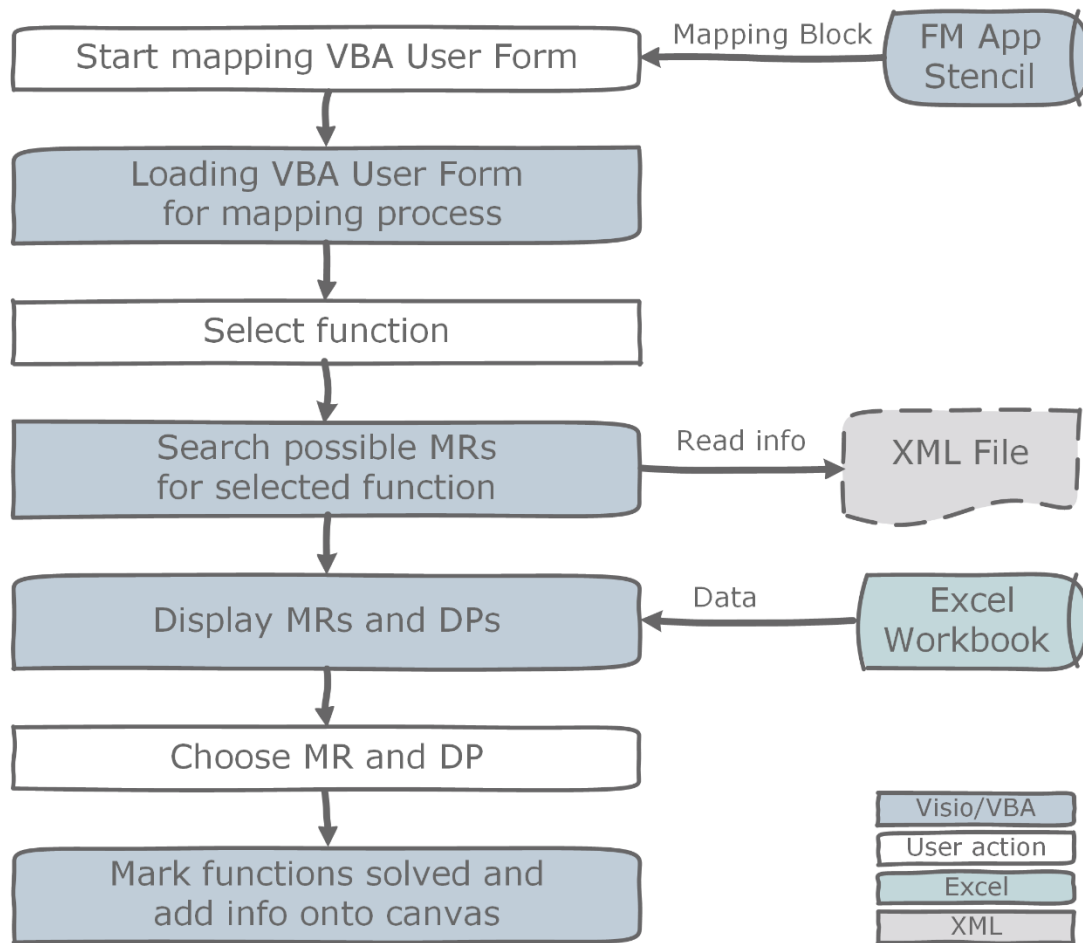 Start mapping VBA User Form
Mapping Block
FM App
Stencil
Loading VBA User Form
for mapping process
Select function
Search possible MRs
for selected function
Read info
XML File
Display MRs and DPs
Data
Excel
Workbook
Choose MR and DP
Mark functions solved and
add info onto canvas
Visio/VBA
User action
Excel
XML